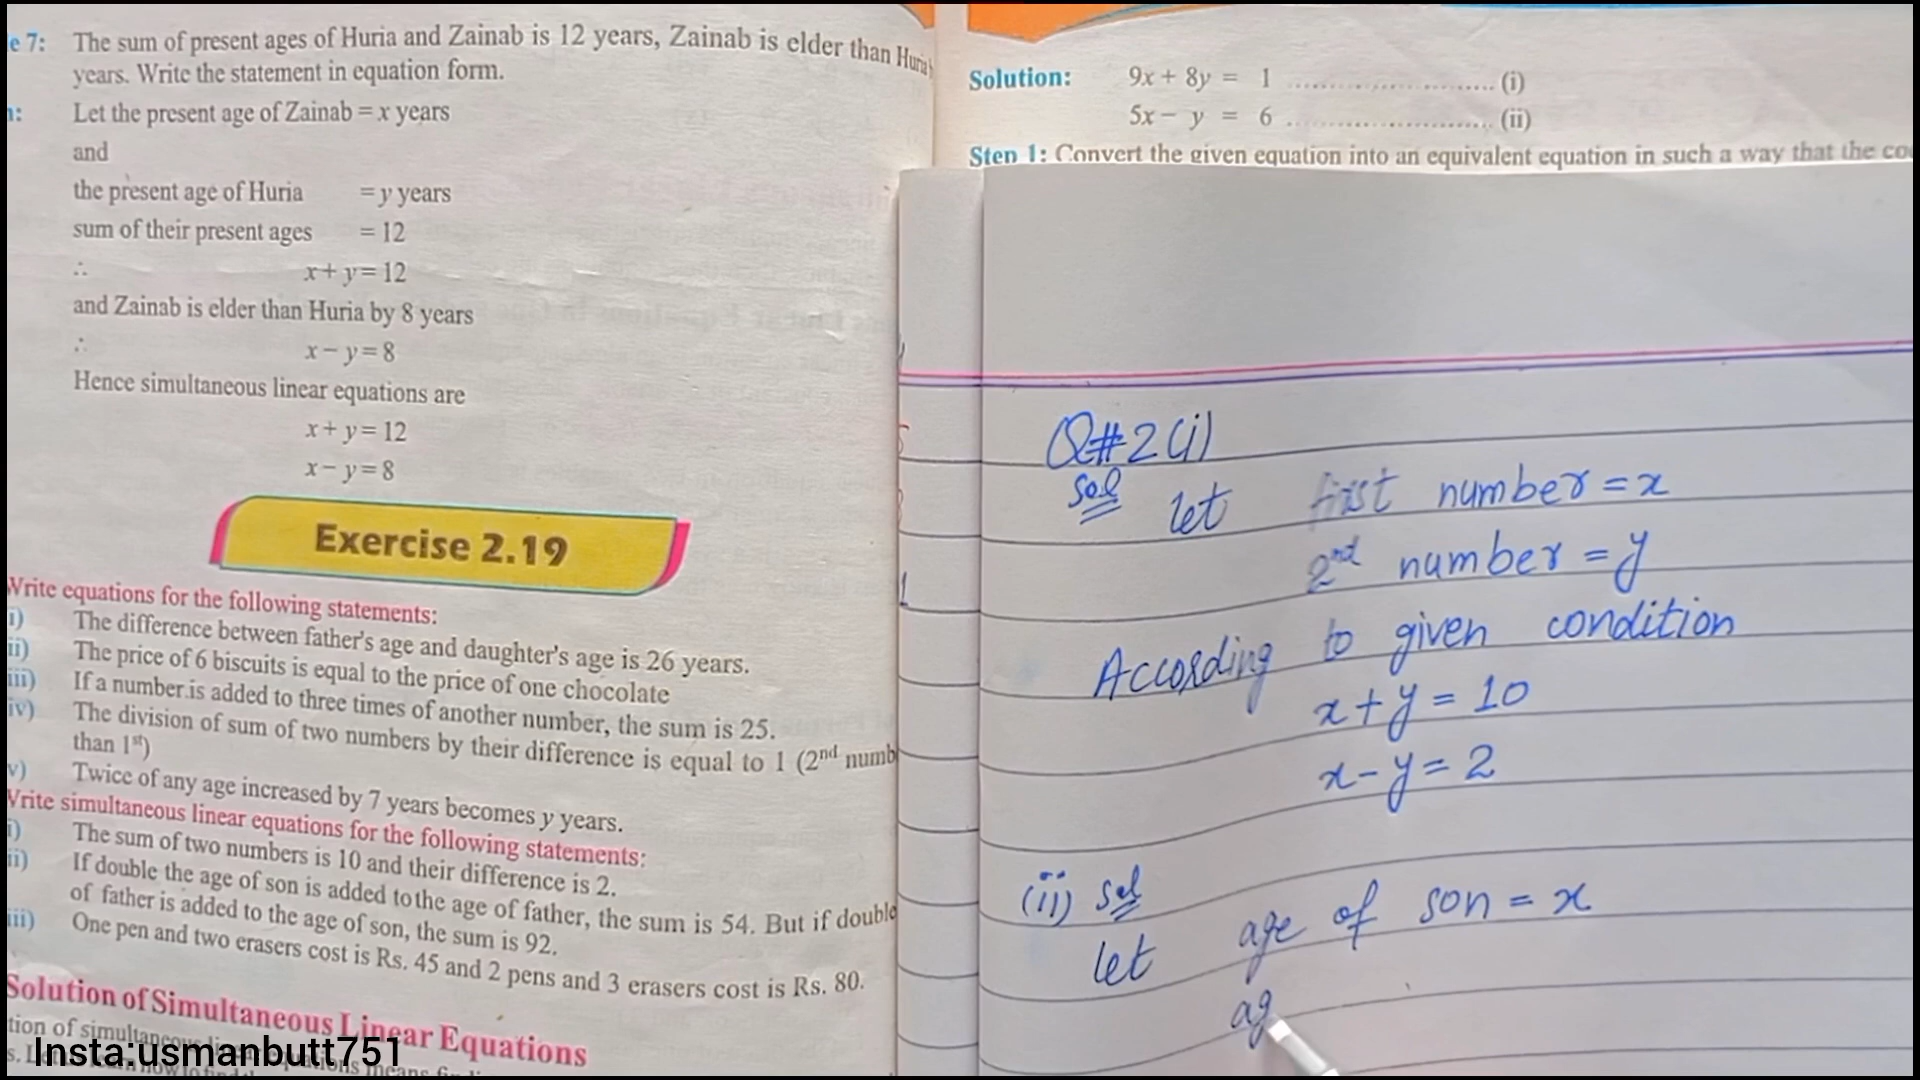 e 7: The sum of present ages of Huria and Zainab is 12 years, Zainab is elder than Huria
years. Write the statement in equation form.
Let the present age of Zainab = x years
and
the present age of Huria = y years
sum of their present ages = 12
∴ x + y = 12
and Zainab is elder than Huria by 8 years
∴ x − y = 8
Hence simultaneous linear equations are
x + y = 12
x − y = 8
Exercise 2.19
Write equations for the following statements:
i) The difference between father's age and daughter's age is 26 years.
ii) The price of 6 biscuits is equal to the price of one chocolate
iii) If a number is added to three times of another number, the sum is 25.
iv) The division of sum of two numbers by their difference is equal to 1 (2nd numb
than 1st)
v) Twice of any age increased by 7 years becomes y years.
Write simultaneous linear equations for the following statements:
i) The sum of two numbers is 10 and their difference is 2.
ii) If double the age of son is added to the age of father, the sum is 54. But if double
of father is added to the age of son, the sum is 92.
iii) One pen and two erasers cost is Rs. 45 and 2 pens and 3 erasers cost is Rs. 80.
Solution of Simultaneous Linear Equations
tion of simultaneous
Insta:usmanbutt751
Solution: 9x + 8y = 1 ........................ (i)
5x − y = 6 ........................ (ii)
Step 1: Convert the given equation into an equivalent equation in such a way that the co
Q#2(i)
Sol let first number = x
2nd number = y
According to given condition
x + y = 10
x - y = 2
(ii) Sol
let age of son = x
ag